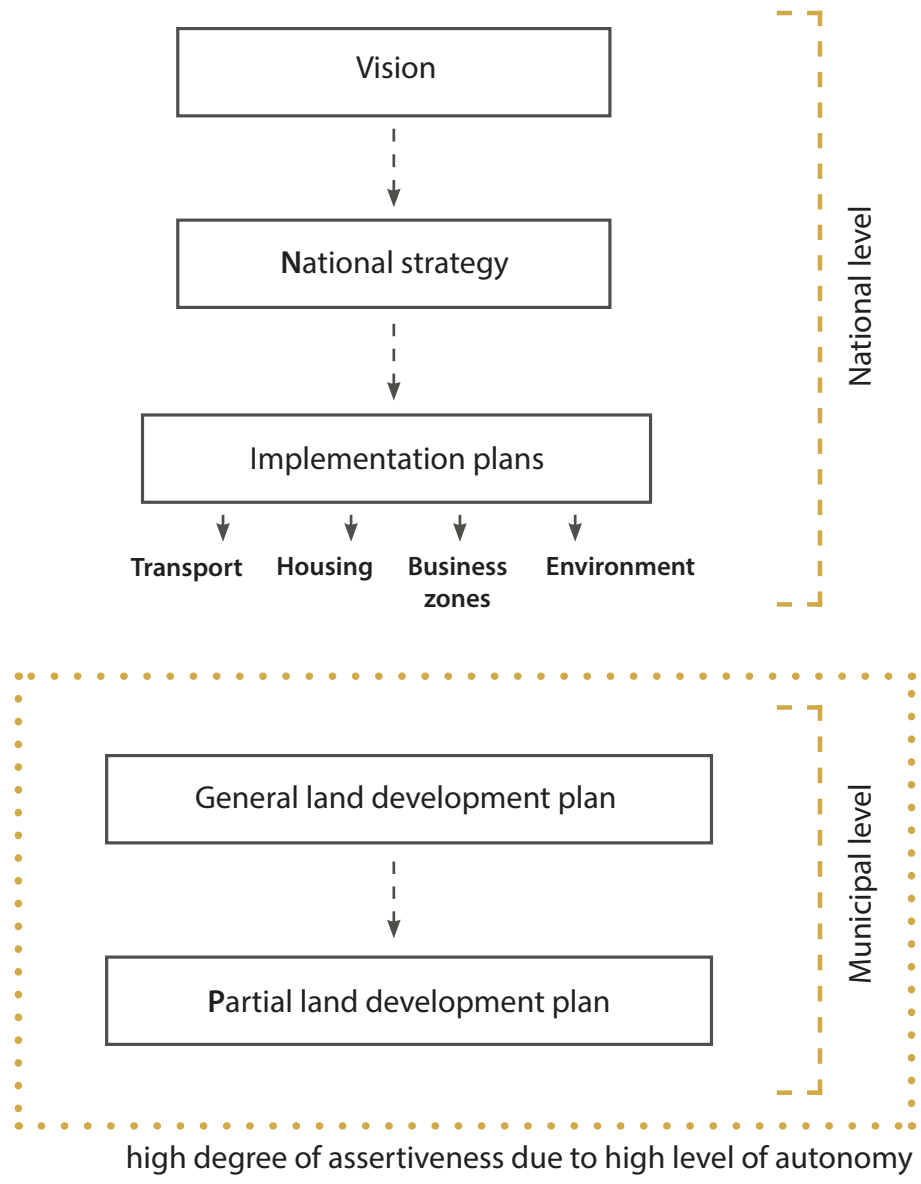 Vision
National strategy
Implementation plans
Transport
Housing
Business
zones
Environment
National level
General land development plan
Partial land development plan
Municipal level
high degree of assertiveness due to high level of autonomy